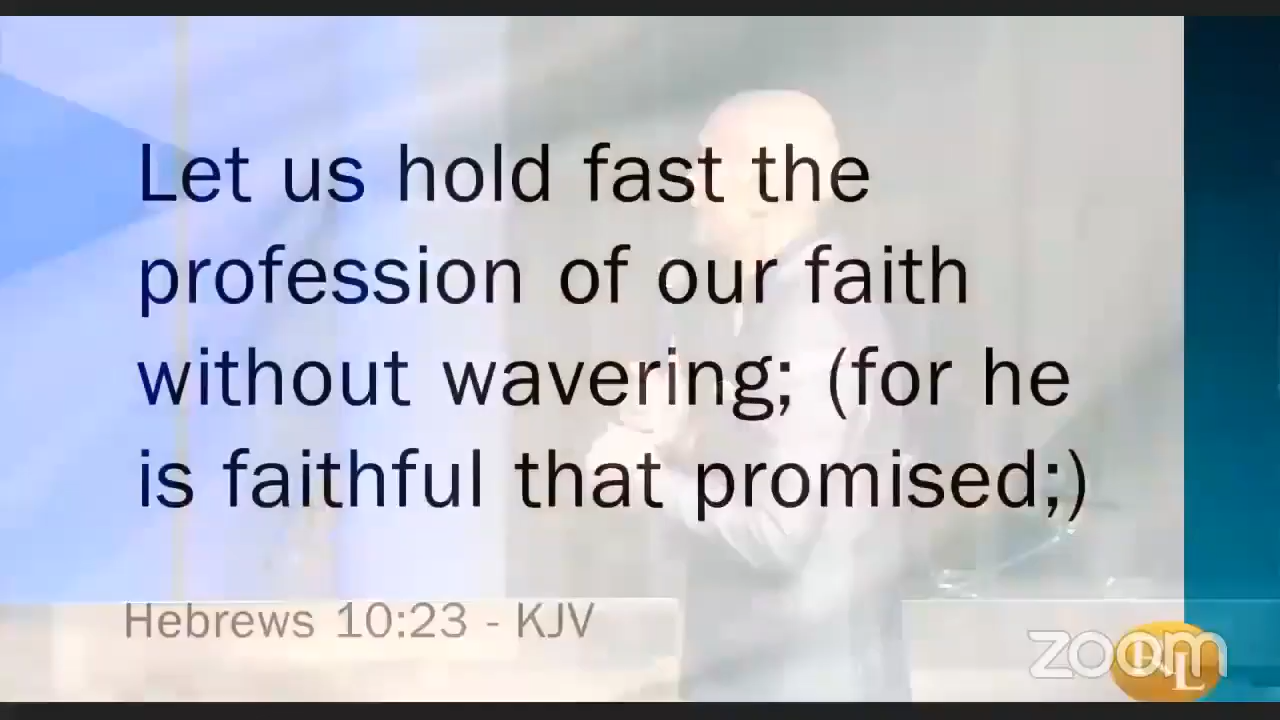 Let us hold fast the
profession of our faith
without wavering; (for he
is faithful that promised;)
Hebrews 10:23 - KJV
zoom